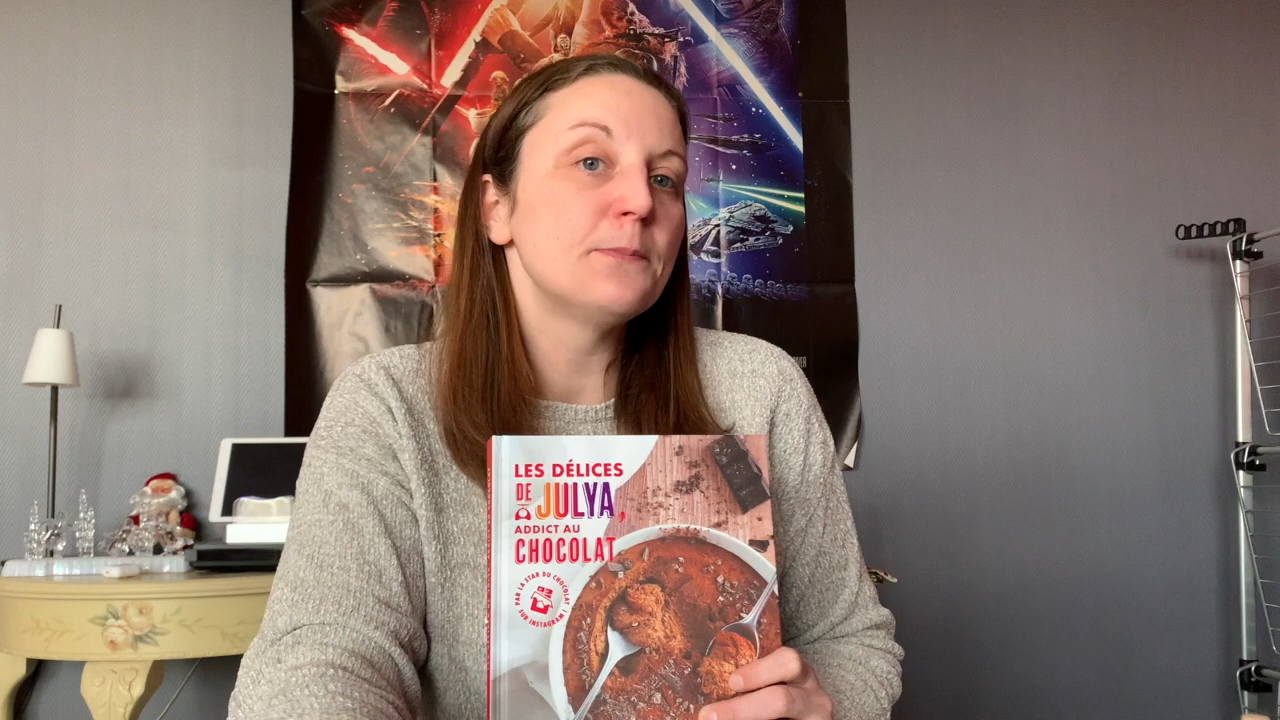 LES DÉLICES
DE JULYA,
ADDICT AU
CHOCOLAT
PAR LA STAR DU CHOCOLAT
SUR INSTAGRAM !